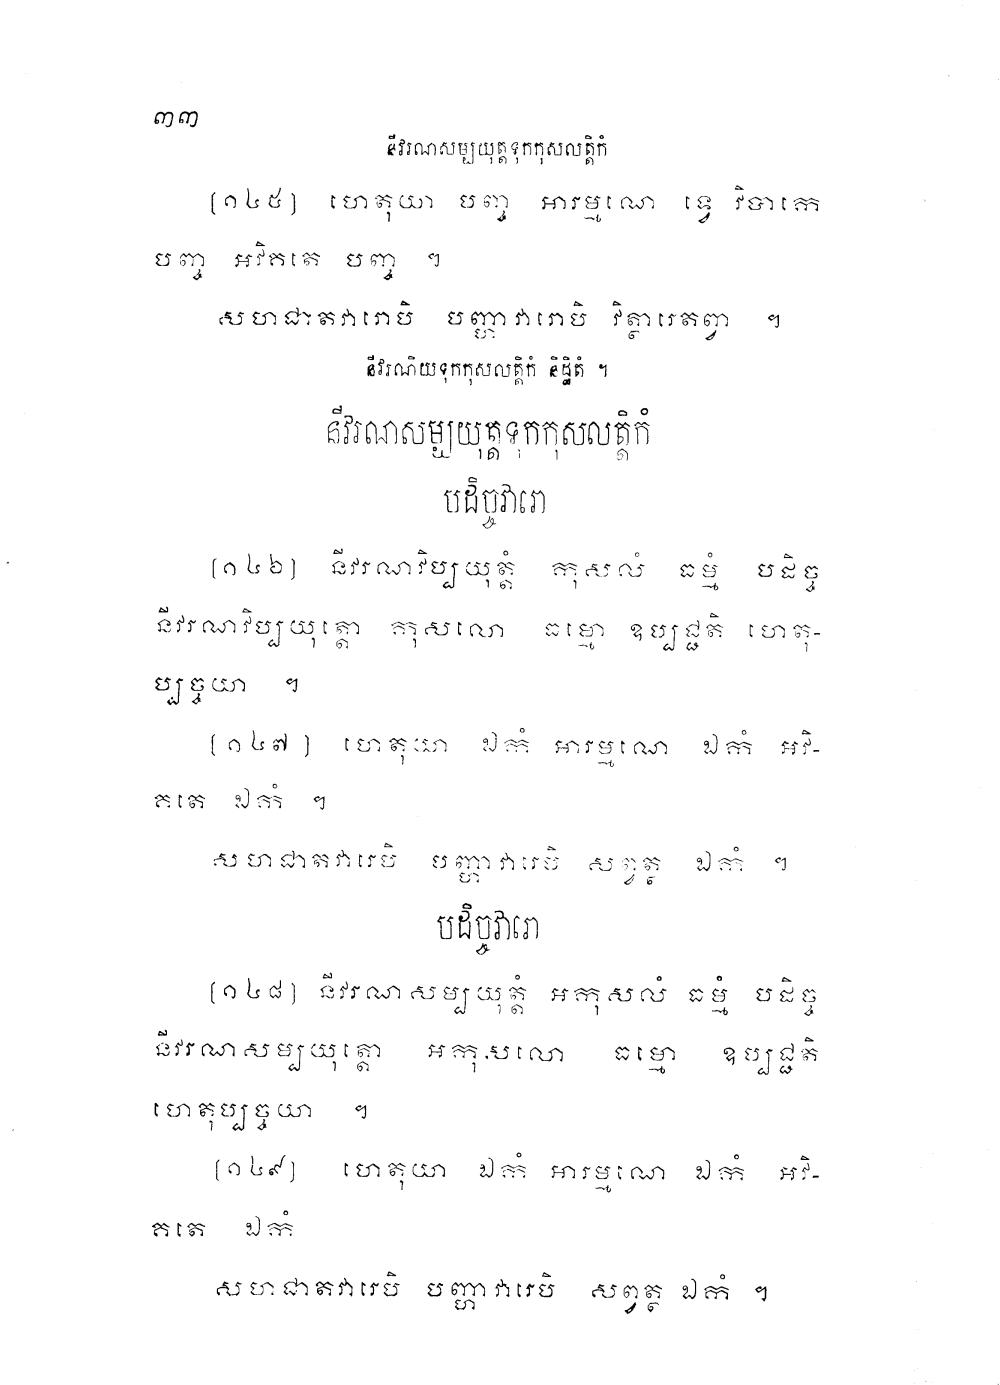 ៣៣
នីវរណសម្បយុត្តទុកកុសលត្តិកំ
[១៤៥] ហេតុយា បញ្ច អារម្មណេ ទ្វេ វិបាកេ
បញ្ច អវិគតេ បញ្ច ។
សហជាតវារោបិ បញ្ហាវារោបិ វិត្ថារេតព្វា ។
នីវរណិយទុកកុសលត្តិកំ និដ្ឋិតំ ។
នីវរណសម្បយុត្តទុកកុសលត្តិកំ
បដិច្ចវារោ
[១៤៦] នីវរណវិប្បយុត្តំ កុសលំ ធម្មំ បដិច្ច
នីវរណវិប្បយុត្តោ កុសលោ ធម្មោ ឧប្បជ្ជតិ ហេតុ-
ប្បច្ចយា ។
[១៤៧] ហេតុយា ឯកំ អារម្មណេ ឯកំ អវិ-
គតេ ឯកំ ។
សហជាតវារេបិ បញ្ហាវារេបិ សព្វត្ថ ឯកំ ។
បដិច្ចវារោ
[១៤៨] នីវរណសម្បយុត្តំ អកុសលំ ធម្មំ បដិច្ច
នីវរណសម្បយុត្តោ អកុសលោ ធម្មោ ឧប្បជ្ជតិ
ហេតុប្បច្ចយា ។
[១៤៩] ហេតុយា ឯកំ អារម្មណេ ឯកំ អវិ-
គតេ ឯកំ
សហជាតវារេបិ បញ្ហាវារេបិ សព្វត្ថ ឯកំ ។